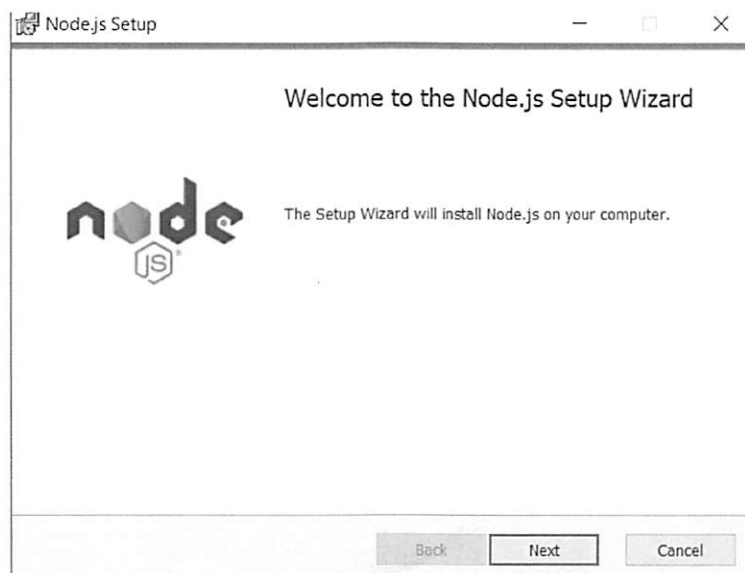 Node.js Setup
Welcome to the Node.js Setup Wizard
node
JS
The Setup Wizard will install Node.js on your computer.
Back
Next
Cancel